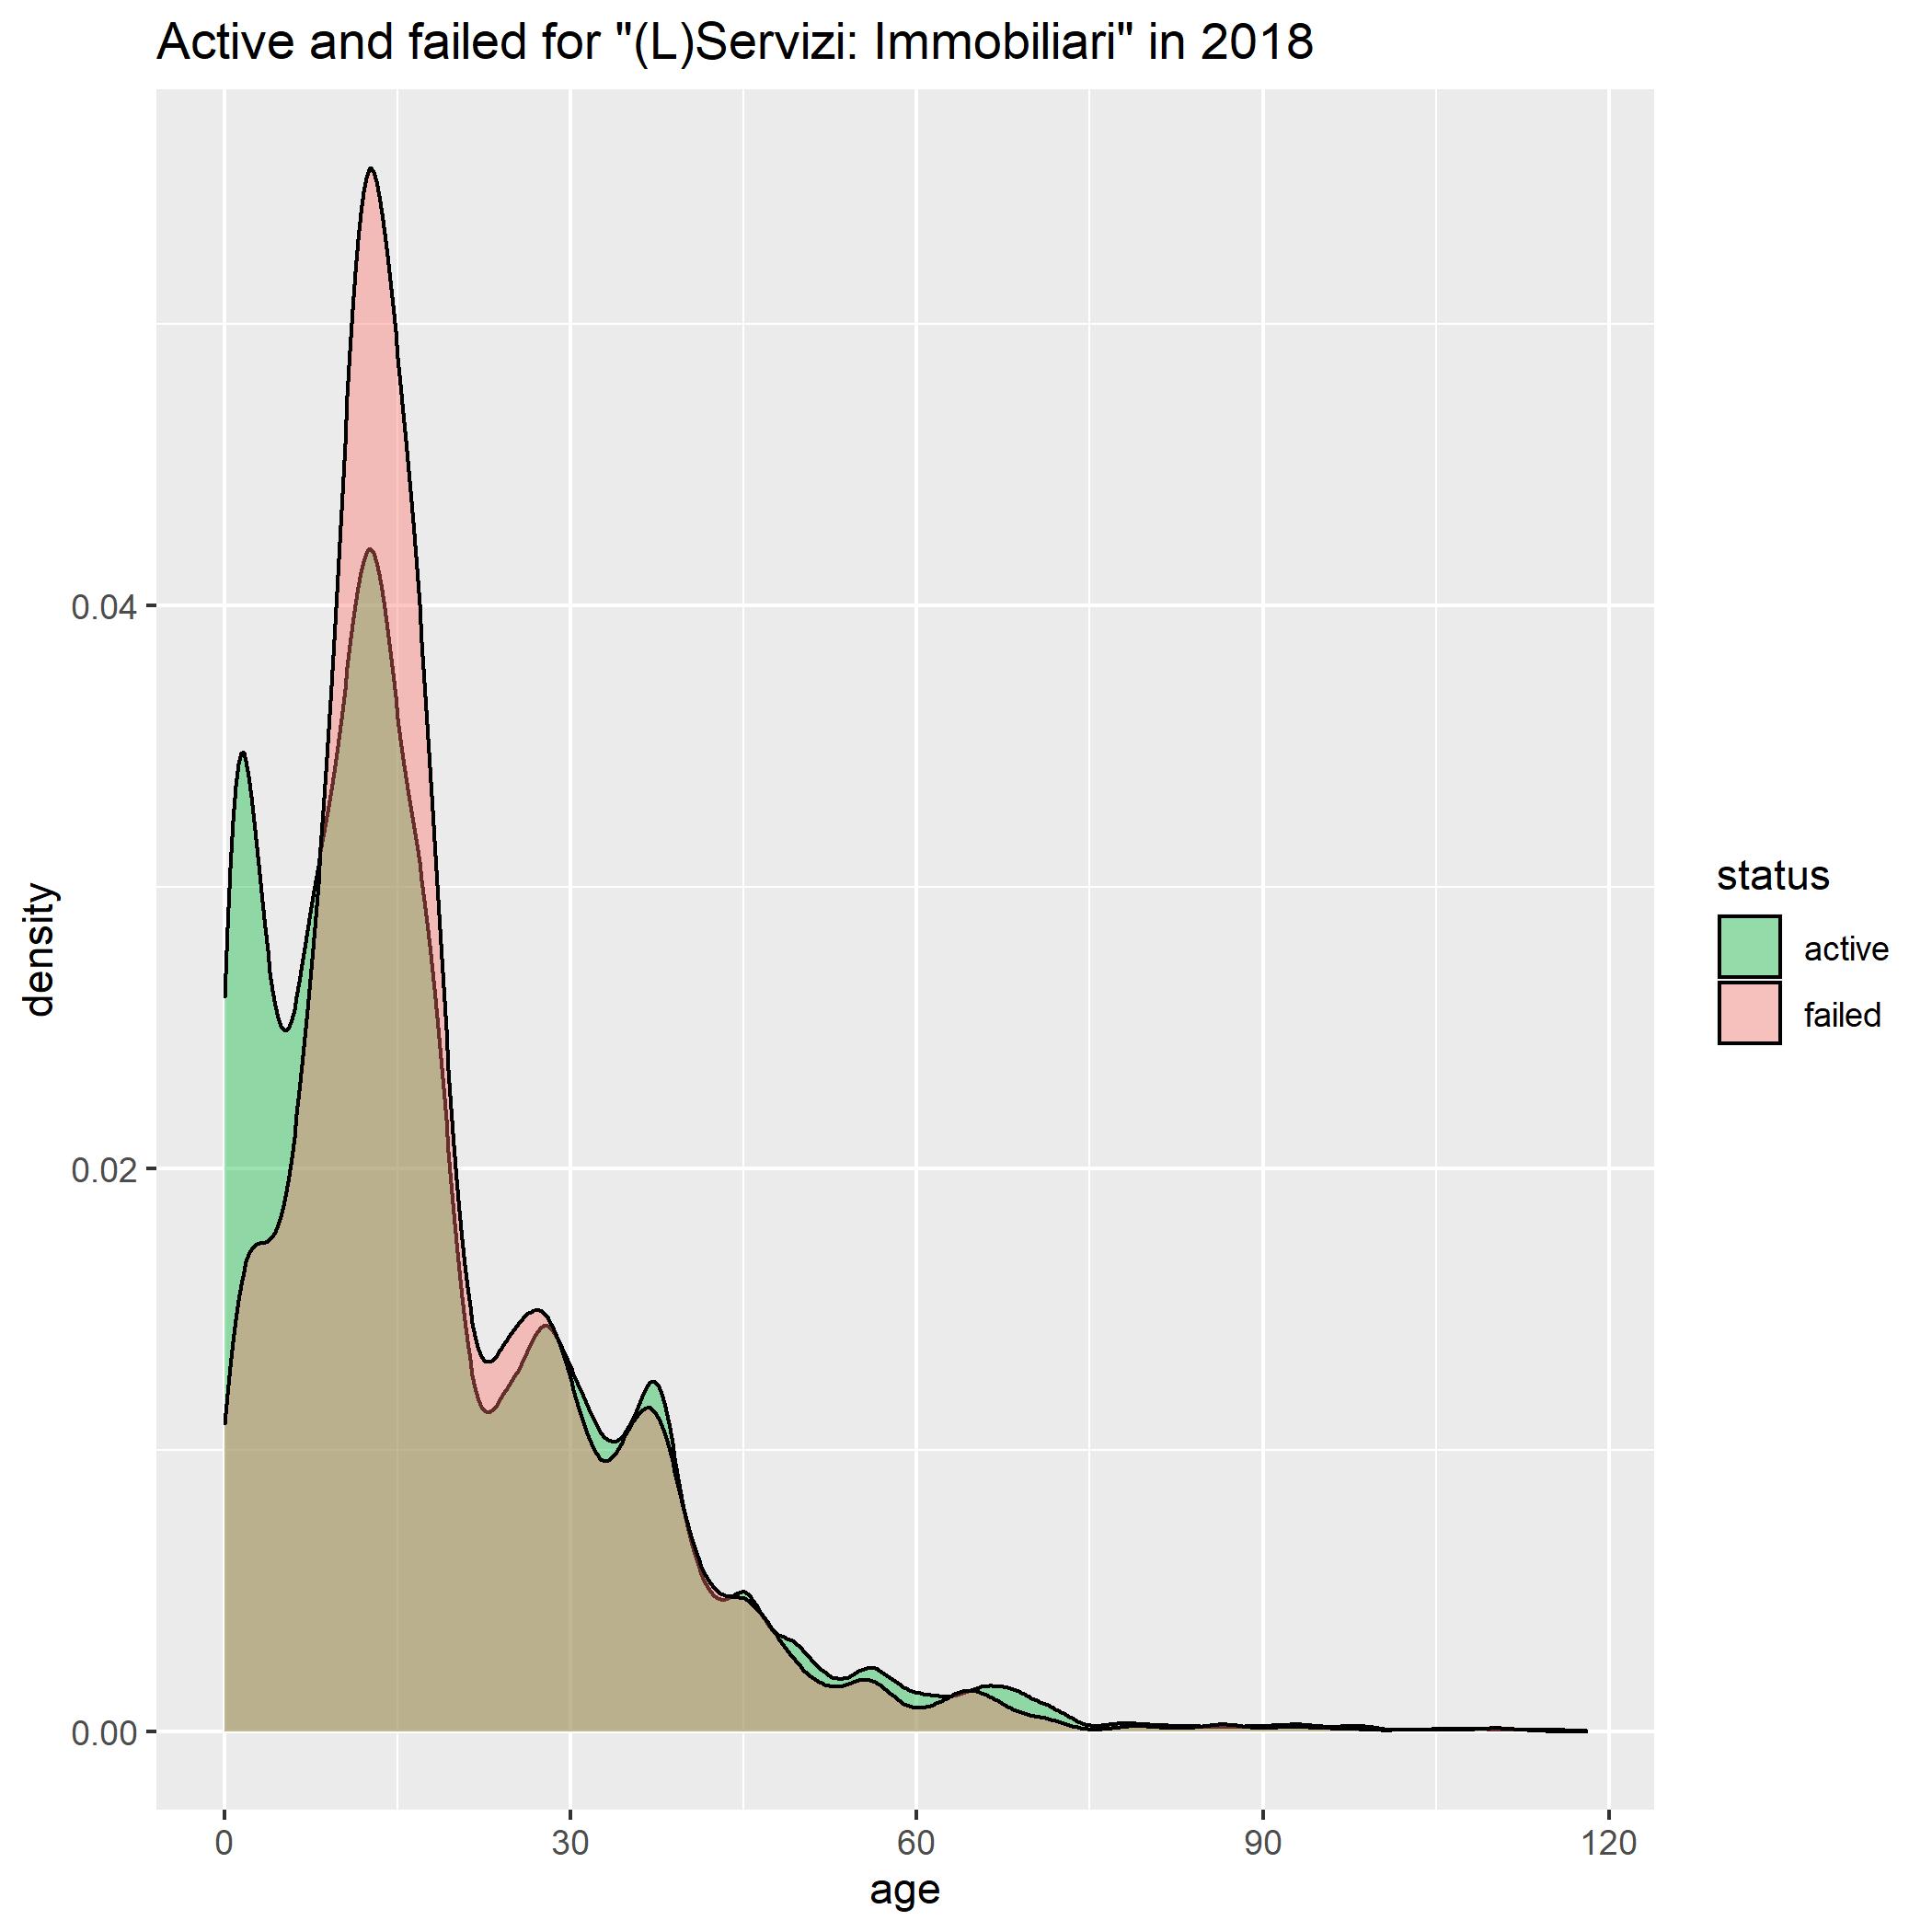 Active and failed for "(L)Servizi: Immobiliari" in 2018
density
0.04
0.02
0.00
0 30 60 90 120
age
status
active
failed